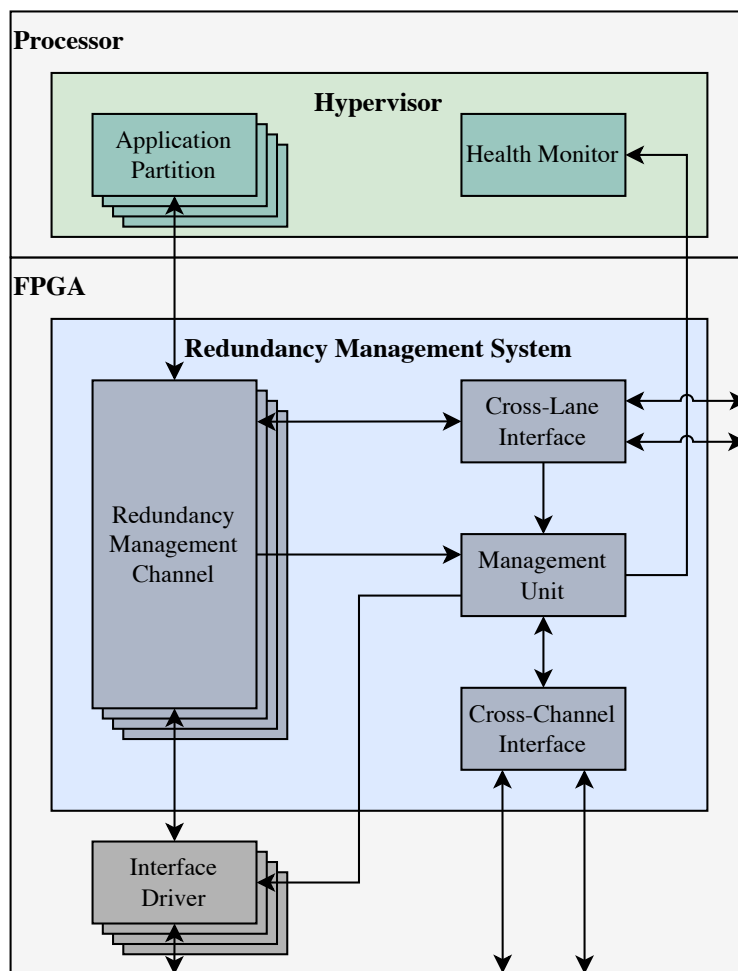 Processor
Hypervisor
Application
Partition
Health Monitor
FPGA
Redundancy Management System
Cross-Lane
Interface
Redundancy
Management
Channel
Management
Unit
Cross-Channel
Interface
Interface
Driver